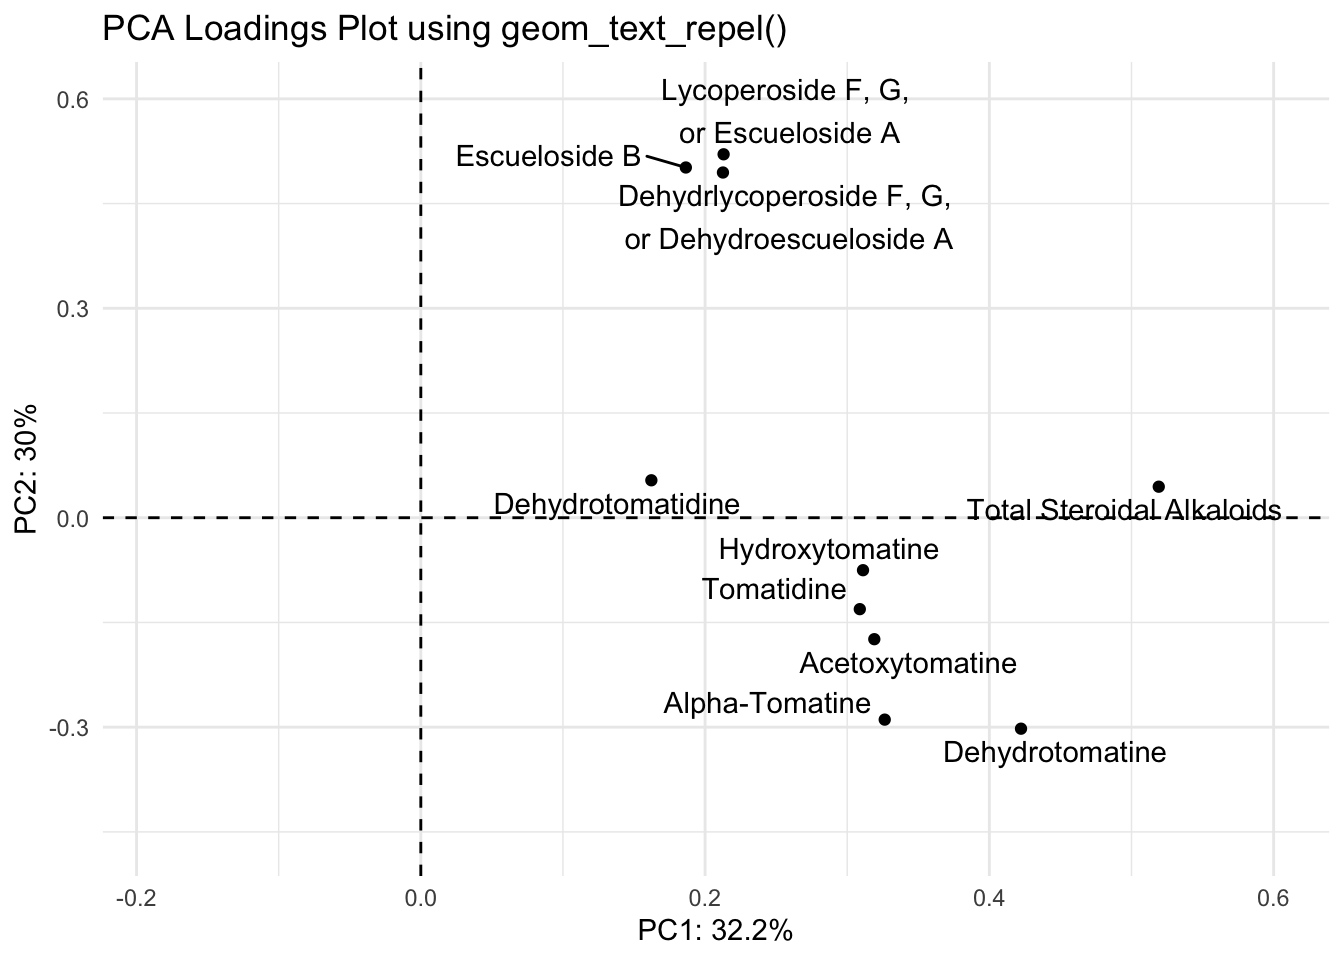 PCA Loadings Plot using geom_text_repel()
0.6
Lycoperoside F, G,
or Escueloside A
Escueloside B
Dehydrlycoperoside F, G,
or Dehydroescueloside A
0.3
PC2: 30%
Dehydrotomatidine
Total Steroidal Alkaloids
0.0
Hydroxytomatine
Tomatidine
Acetoxytomatine
Alpha-Tomatine
-0.3
Dehydrotomatine
-0.2 0.0 0.2 0.4 0.6
PC1: 32.2%